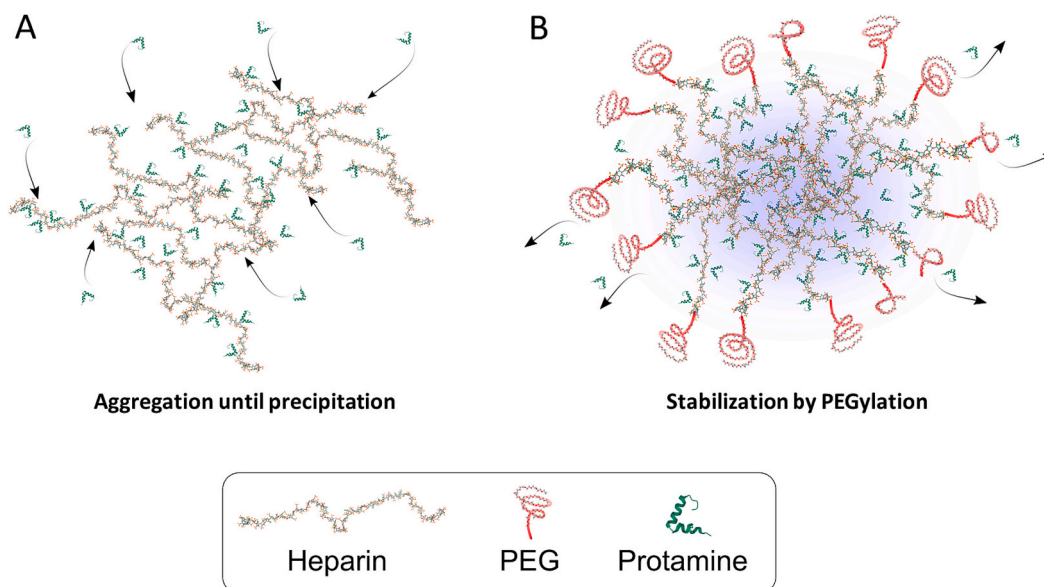 A
B
Aggregation until precipitation
Stabilization by PEGylation
Heparin
PEG
Protamine